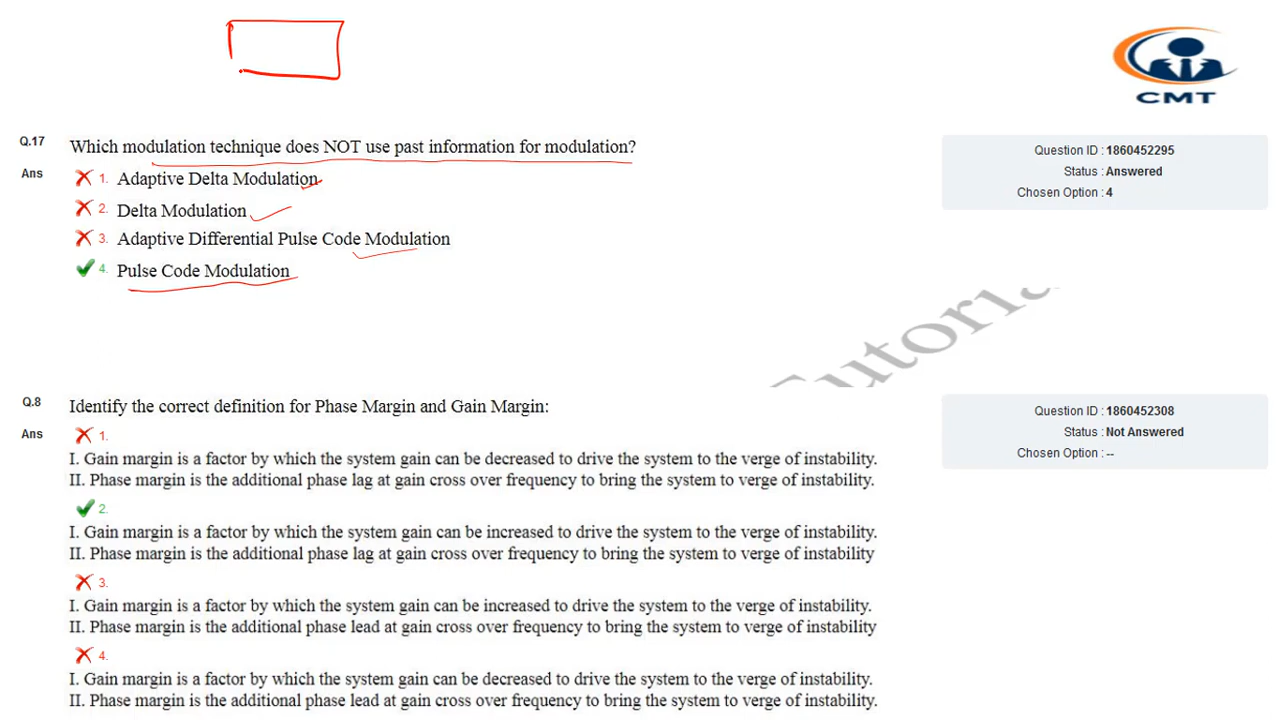 CMT
Q.17 Which modulation technique does NOT use past information for modulation?
Ans
1. Adaptive Delta Modulation
2. Delta Modulation
3. Adaptive Differential Pulse Code Modulation
4. Pulse Code Modulation
Question ID : 1860452295
Status : Answered
Chosen Option : 4
Q.8 Identify the correct definition for Phase Margin and Gain Margin:
Ans
1.
I. Gain margin is a factor by which the system gain can be decreased to drive the system to the verge of instability.
II. Phase margin is the additional phase lag at gain cross over frequency to bring the system to verge of instability.
2.
I. Gain margin is a factor by which the system gain can be increased to drive the system to the verge of instability.
II. Phase margin is the additional phase lag at gain cross over frequency to bring the system to verge of instability
3.
I. Gain margin is a factor by which the system gain can be increased to drive the system to the verge of instability.
II. Phase margin is the additional phase lead at gain cross over frequency to bring the system to verge of instability
4.
I. Gain margin is a factor by which the system gain can be decreased to drive the system to the verge of instability.
II. Phase margin is the additional phase lead at gain cross over frequency to bring the system to verge of instability.
Question ID : 1860452308
Status : Not Answered
Chosen Option : --